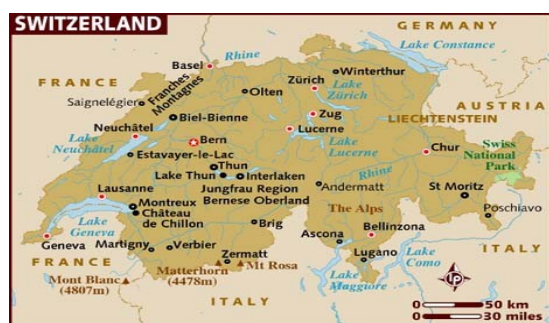 SWITZERLAND
GERMANY
Lake Constance
Basel
Rhine
Winterthur
FRANCE
Zürich
Lake
Zürich
Franches
Montagnes
Olten
Saignelégier
AUSTRIA
Zug
LIECHTENSTEIN
Biel-Bienne
Neuchâtel
Lucerne
Lake
Lucerne
Bern
Lake
Neuchâtel
Swiss
National
Park
Chur
Estavayer-le-Lac
Thun
Rhine
Lake Thun
Interlaken
Lausanne
Jungfrau Region
Andermatt
St Moritz
Bernese Oberland
Montreux
Château
de Chillon
The Alps
Poschiavo
Lake
Geneva
Brig
Bellinzona
Geneva
Ascona
Martigny
Verbier
ITALY
Zermatt
Lugano
Lake
Como
FRANCE
Matterhorn
(4478m)
Mt Rosa
Mont Blanc
(4807m)
Lake
Maggiore
LP
ITALY
0
50 km
0
30 miles